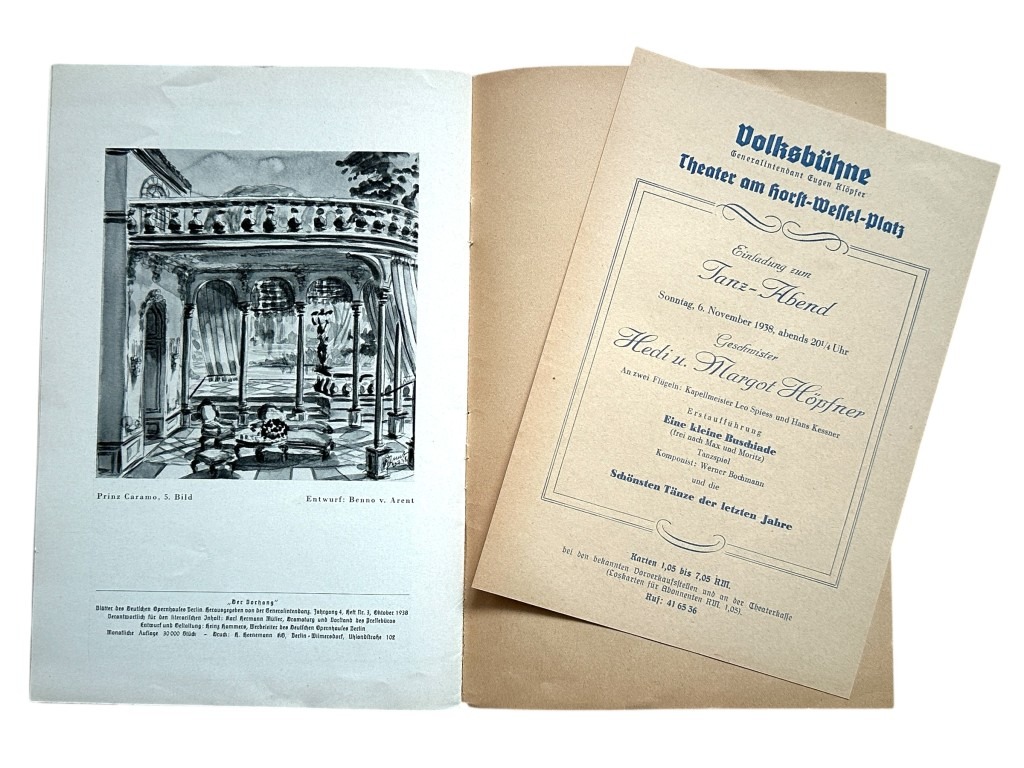 Prinz Caramo, 5. Bild
Entwurf: Benno v. Arent
„Der Vorhang"
Blätter des Deutschen Opernhauses Berlin. Herausgegeben von der Generalintendanz. Jahrgang 4, Heft Nr. 3, Oktober 1938
Verantwortlich für den literarischen Inhalt: Karl Hermann Müller, Dramaturg und Vorstand des Pressebüros
Entwurf und Gestaltung: Heinz Hammers, Werbeleiter des Deutschen Opernhauses Berlin
Monatliche Auflage 30 000 Stück – Druck: H. Heenemann KG, Berlin-Wilmersdorf, Uhlandstraße 102
Volksbühne
Generalintendant Eugen Klöpfer
Theater am Horst-Wessel-Platz
Einladung zum
Tanz-Abend
Sonntag, 6. November 1938, abends 20¼ Uhr
Geschwister
Hedi u. Margot Höpfner
An zwei Flügeln: Kapellmeister Leo Spiess und Hans Kessner
Erstaufführung
Eine kleine Buschiade
(frei nach Max und Moritz)
Tanzspiel
Komponist: Werner Bochmann
und die
Schönsten Tänze der letzten Jahre
Karten 1,05 bis 7,05 RM.
bei den bekannten Vorverkaufsstellen und an der Theaterkasse
(Loskarten für Abonnenten RM. 1,05).
Ruf: 41 65 36